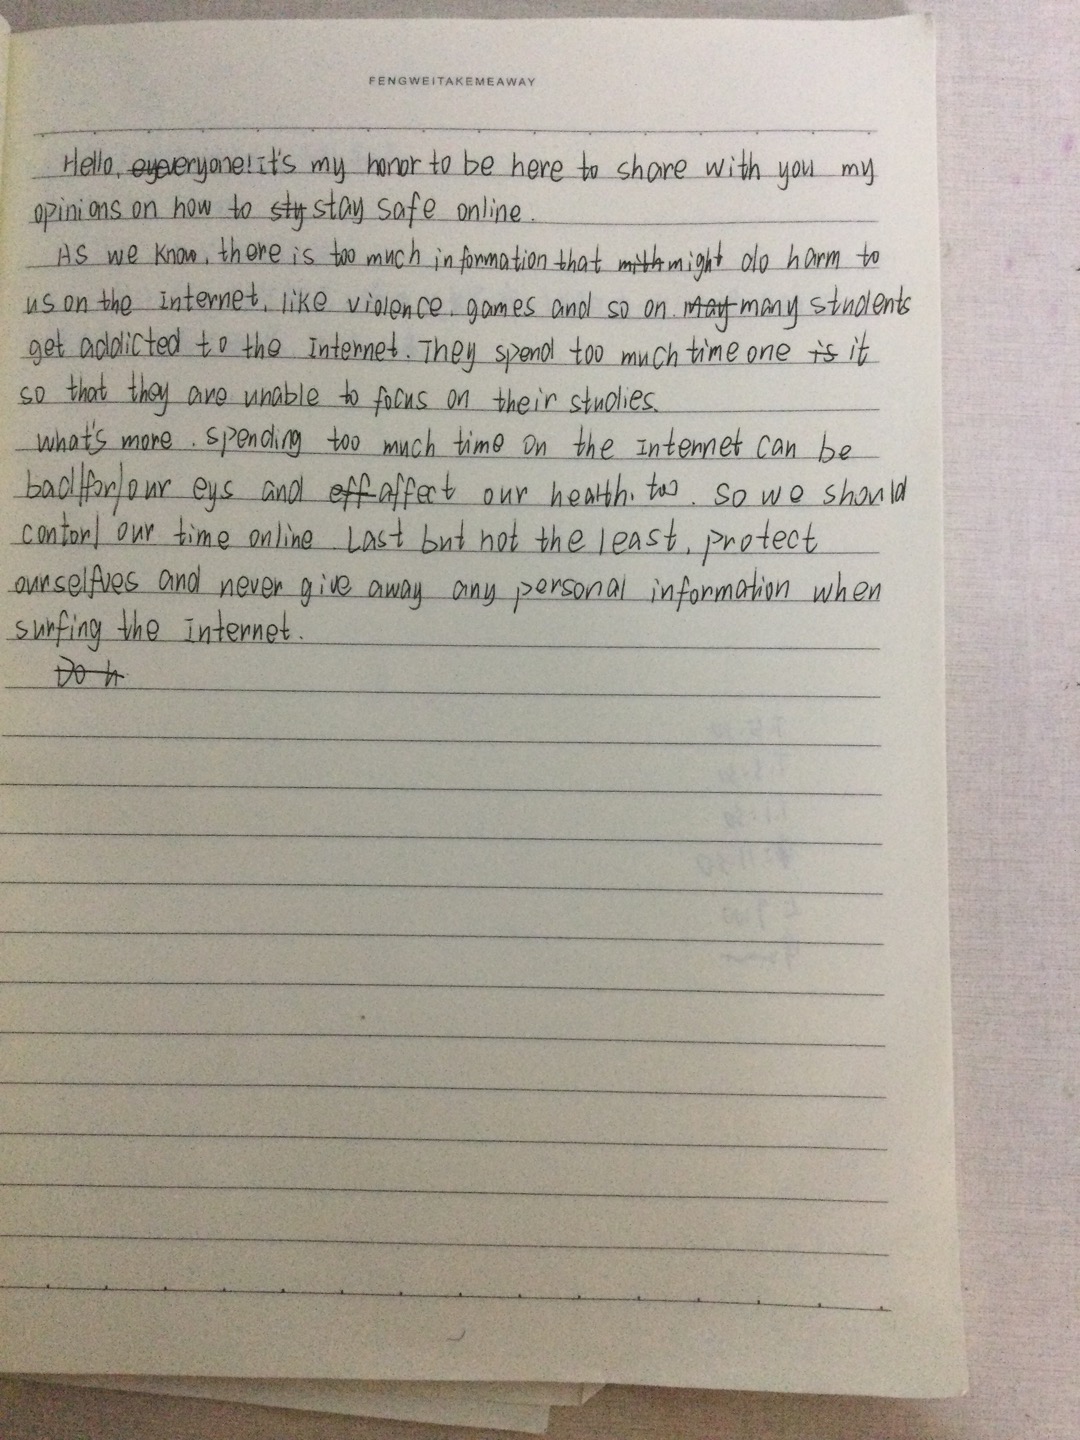 FENGWEITAKEMEAWAY
Hello, eyeveryone! it's my honor to be here to share with you my
opinions on how to sty stay safe online.
As we know, there is too much information that mith might do harm to
us on the Internet, like violence, games and so on. May many students
get addicted to the Internet. They spend too much time one is it
so that they are unable to focus on their studies.
what's more, spending too much time on the Internet can be
bad/for/our eys and eff affect our health, too. So we should
contorl our time online. Last but not the least, protect
ourselfves and never give away any personal information when
surfing the Internet.
Do h